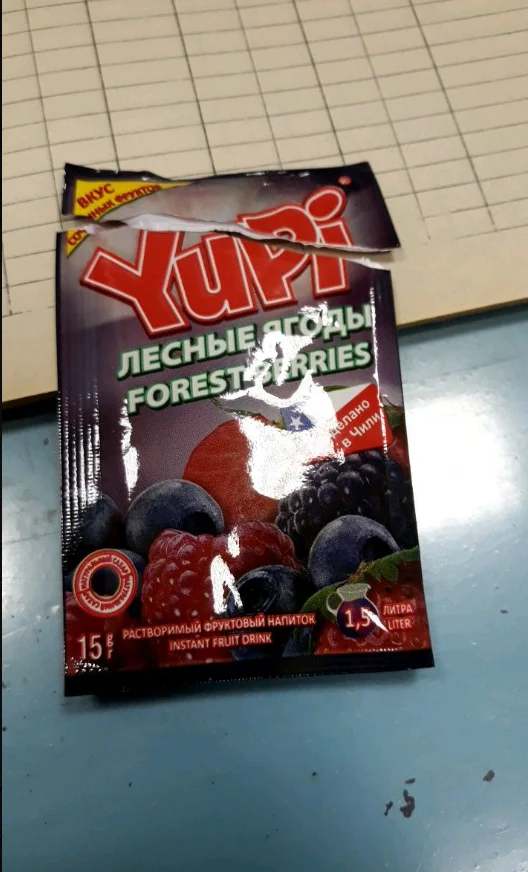 ВКУС
YuPi
ЛЕСНЫЕ ЯГОДЫ
FOREST BERRIES
в Чили
15 g
г
РАСТВОРИМЫЙ ФРУКТОВЫЙ НАПИТОК
INSTANT FRUIT DRINK
1,5 ЛИТРА
LITER